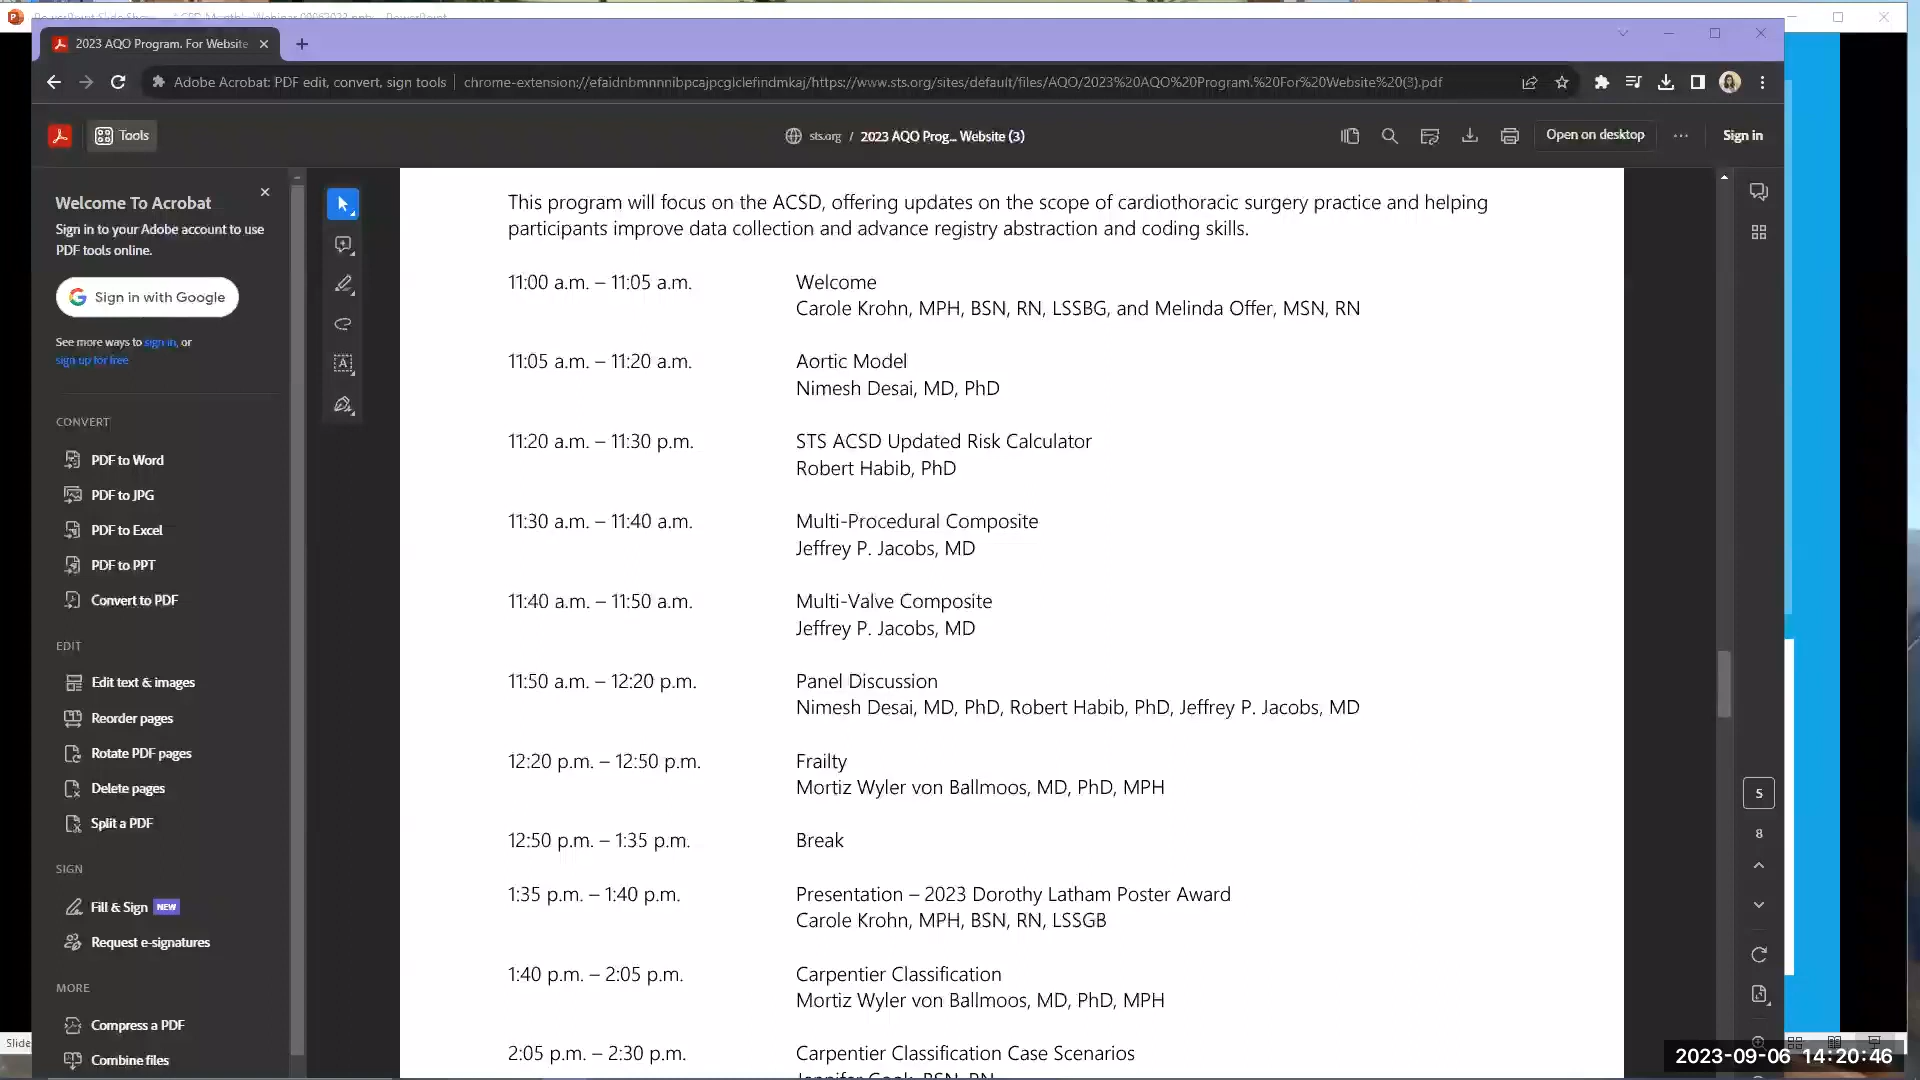 2023 AQO Program. For Website
Adobe Acrobat: PDF edit, convert, sign tools
chrome-extension://efaidnbmnnnibpcajpcglclefindmkaj/https://www.sts.org/sites/default/files/AQO/2023%20AQO%20Program.%20For%20Website%20(3).pdf
Tools
sts.org / 2023 AQO Prog... Website (3)
Open on desktop
Sign in
Welcome To Acrobat
Sign in to your Adobe account to use
PDF tools online.
Sign in with Google
See more ways to sign in, or
sign up for free
CONVERT
PDF to Word
PDF to JPG
PDF to Excel
PDF to PPT
Convert to PDF
EDIT
Edit text & images
Reorder pages
Rotate PDF pages
Delete pages
Split a PDF
SIGN
Fill & Sign NEW
Request e-signatures
MORE
Compress a PDF
Combine files
This program will focus on the ACSD, offering updates on the scope of cardiothoracic surgery practice and helping
participants improve data collection and advance registry abstraction and coding skills.
11:00 a.m. – 11:05 a.m. Welcome
Carole Krohn, MPH, BSN, RN, LSSBG, and Melinda Offer, MSN, RN
11:05 a.m. – 11:20 a.m. Aortic Model
Nimesh Desai, MD, PhD
11:20 a.m. – 11:30 p.m. STS ACSD Updated Risk Calculator
Robert Habib, PhD
11:30 a.m. – 11:40 a.m. Multi-Procedural Composite
Jeffrey P. Jacobs, MD
11:40 a.m. – 11:50 a.m. Multi-Valve Composite
Jeffrey P. Jacobs, MD
11:50 a.m. – 12:20 p.m. Panel Discussion
Nimesh Desai, MD, PhD, Robert Habib, PhD, Jeffrey P. Jacobs, MD
12:20 p.m. – 12:50 p.m. Frailty
Mortiz Wyler von Ballmoos, MD, PhD, MPH
12:50 p.m. – 1:35 p.m. Break
1:35 p.m. – 1:40 p.m. Presentation – 2023 Dorothy Latham Poster Award
Carole Krohn, MPH, BSN, RN, LSSGB
1:40 p.m. – 2:05 p.m. Carpentier Classification
Mortiz Wyler von Ballmoos, MD, PhD, MPH
2:05 p.m. – 2:30 p.m. Carpentier Classification Case Scenarios
Jennifer Cook, BSN, RN
5
8
Slide
2023-09-06 14:20:46